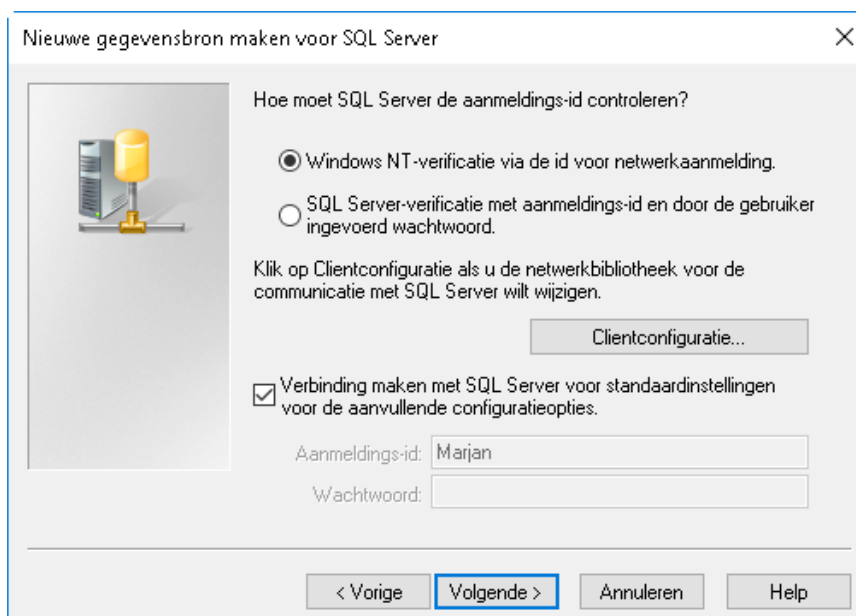 Nieuwe gegevensbron maken voor SQL Server
Hoe moet SQL Server de aanmeldings-id controleren?
Windows NT-verificatie via de id voor netwerkaanmelding.
SQL Server-verificatie met aanmeldings-id en door de gebruiker
ingevoerd wachtwoord.
Klik op Clientconfiguratie als u de netwerkbibliotheek voor de
communicatie met SQL Server wilt wijzigen.
Clientconfiguratie...
Verbinding maken met SQL Server voor standaardinstellingen
voor de aanvullende configuratieopties.
Aanmeldings-id: Marjan
Wachtwoord:
< Vorige Volgende > Annuleren Help